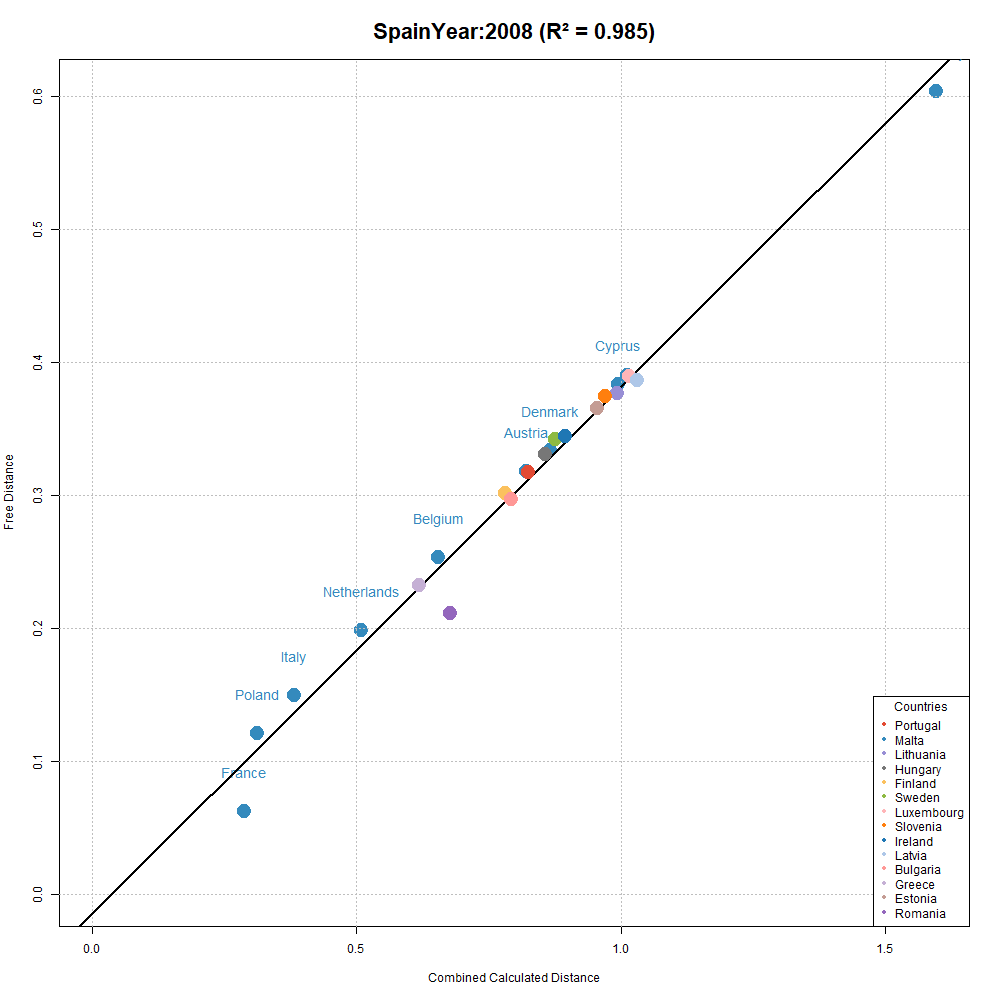 SpainYear:2008 (R² = 0.985)
0.6
0.5
0.4
0.3
0.2
0.1
0.0
Free Distance
Cyprus
Denmark
Austria
Belgium
Netherlands
Italy
Poland
France
Countries
Portugal
Malta
Lithuania
Hungary
Finland
Sweden
Luxembourg
Slovenia
Ireland
Latvia
Bulgaria
Greece
Estonia
Romania
0.0 0.5 1.0 1.5
Combined Calculated Distance